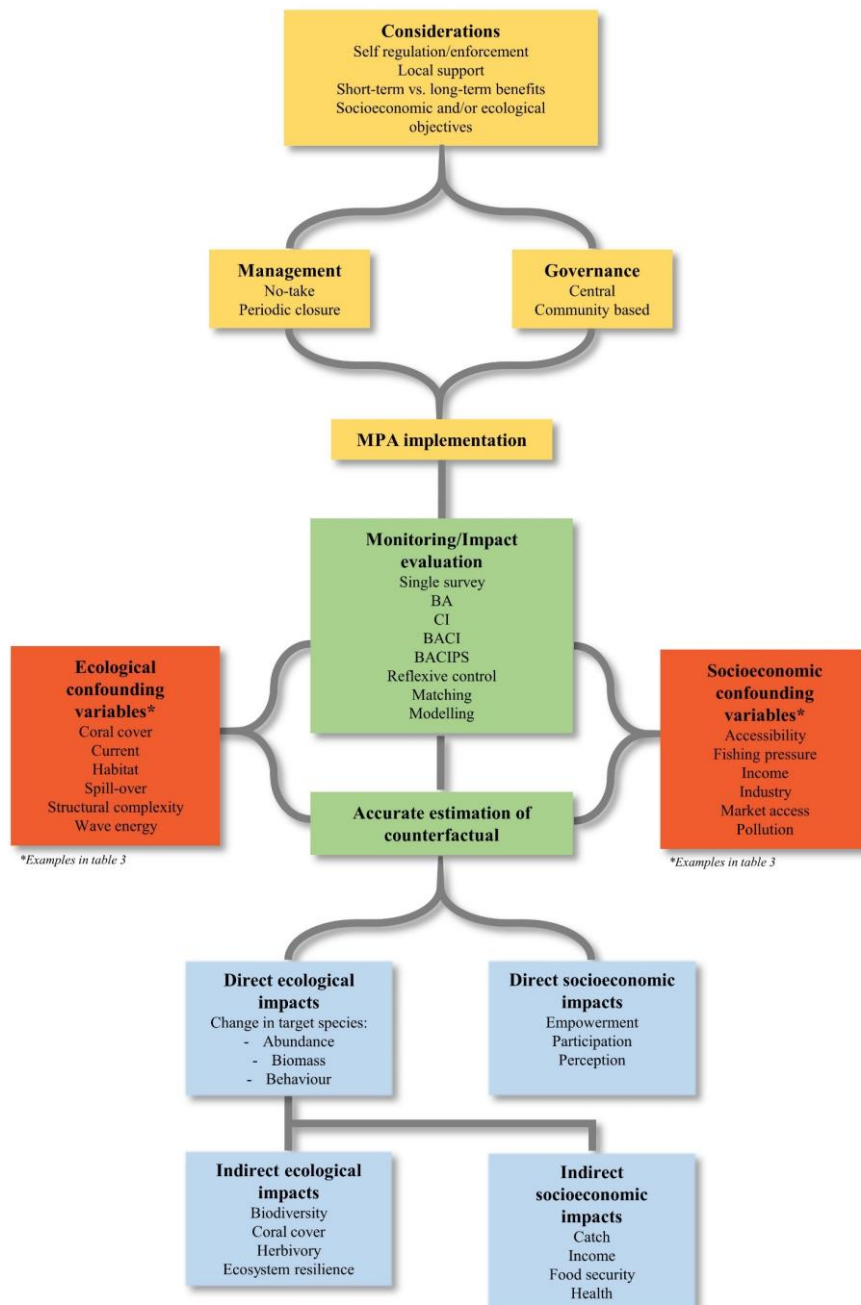 Considerations
Self regulation/enforcement
Local support
Short-term vs. long-term benefits
Socioeconomic and/or ecological
objectives
Management
No-take
Periodic closure
Governance
Central
Community based
MPA implementation
Monitoring/Impact
evaluation
Single survey
BA
CI
BACI
BACIPS
Reflexive control
Matching
Modelling
Ecological
confounding
variables*
Coral cover
Current
Habitat
Spill-over
Structural complexity
Wave energy
*Examples in table 3
Socioeconomic
confounding
variables*
Accessibility
Fishing pressure
Income
Industry
Market access
Pollution
*Examples in table 3
Accurate estimation of
counterfactual
Direct ecological
impacts
Change in target species:
- Abundance
- Biomass
- Behaviour
Direct socioeconomic
impacts
Empowerment
Participation
Perception
Indirect ecological
impacts
Biodiversity
Coral cover
Herbivory
Ecosystem resilience
Indirect
socioeconomic
impacts
Catch
Income
Food security
Health